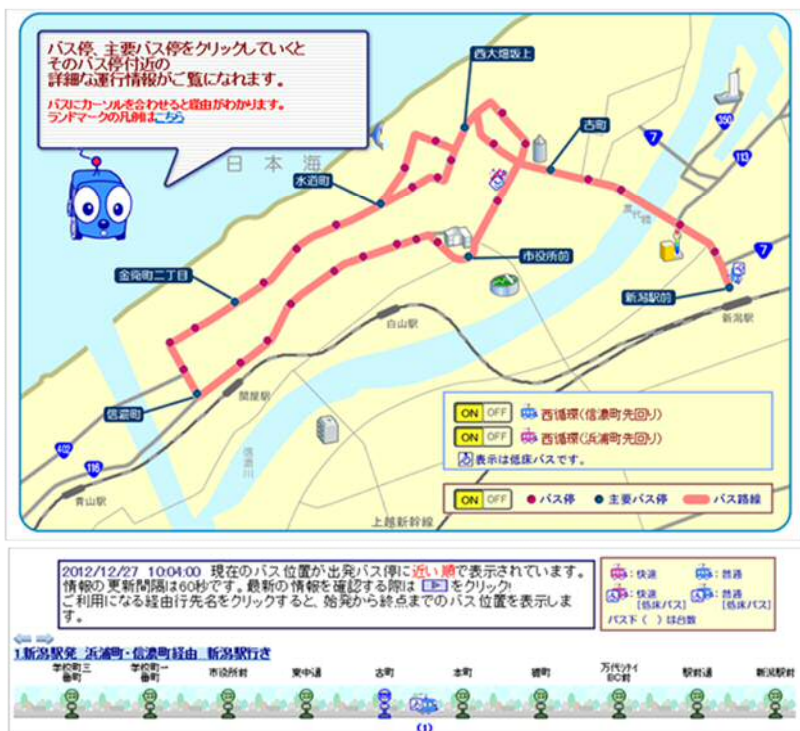 バス停、主要バス停をクリックしていくと
そのバス停付近の
詳細な運行情報がご覧になれます。
バスにカーソルを合わせると経由がわかります。
ランドマークの凡例はこちら
日本海
西大畑坂上
古町
水道町
350
7
113
萬代橋
市役所前
7
金衛町二丁目
新潟駅前
新潟駅
白山駅
関屋駅
信濃町
信濃川
402
116
青山駅
上越新幹線
ON OFF 西循環(信濃町先回り)
ON OFF 西循環(浜浦町先回り)
表示は低床バスです。
ON OFF バス停 主要バス停 バス路線
2012/12/27 10:04:00 現在のバス位置が出発バス停に近い順で表示されています。
情報の更新間隔は60秒です。最新の情報を確認する際は をクリック!
ご利用になる経由行先名をクリックすると、始発から終点までのバス位置を表示しま
す。
:快速 :普通
:快速 :普通
[低床バス] [低床バス]
バス下( )は台数
1.新潟駅発 浜浦町・信濃町経由 新潟駅行き
学校町三番町 学校町一番町 市役所前 東中通 古町 本町 礎町 万代シテイBC前 駅前通 新潟駅前
(1)